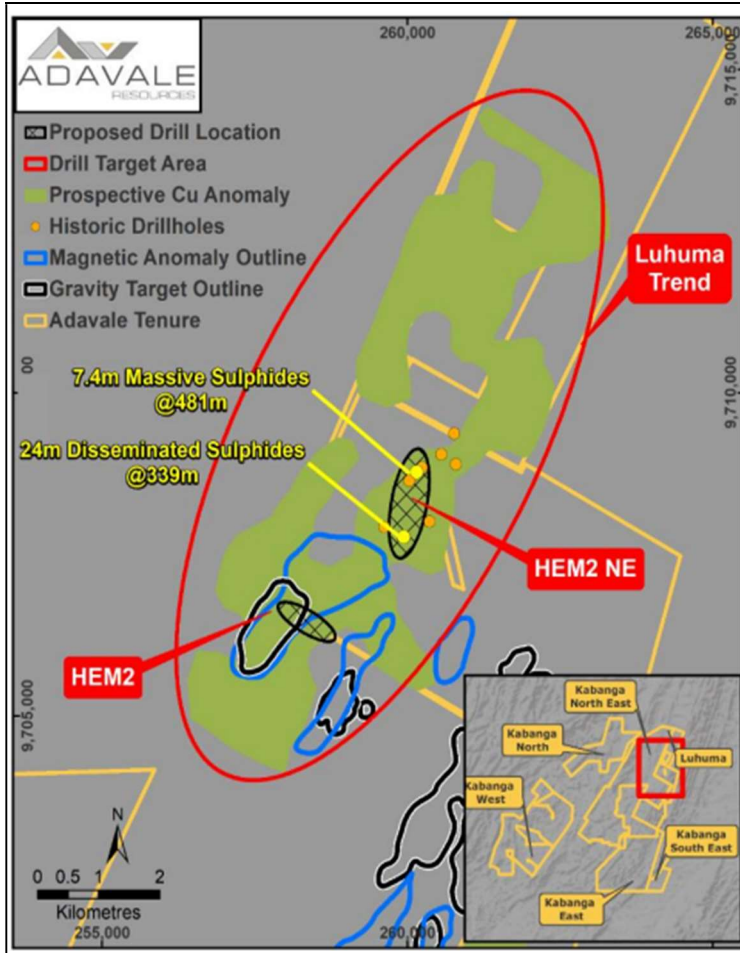 ADAVALE
RESOURCES
260,000
265,000
9,715,000
Proposed Drill Location
Drill Target Area
Prospective Cu Anomaly
Historic Drillholes
Magnetic Anomaly Outline
Gravity Target Outline
Adavale Tenure
Luhuma
Trend
00
7.4m Massive Sulphides
@481m
9,710,000
24m Disseminated Sulphides
@339m
HEM2 NE
HEM2
9,705,000
Kabanga
North East
Kabanga
North
Luhuma
Kabanga
West
Kabanga
South East
Kabanga
East
N
0 0.5 1 2
Kilometres
255,000
260,000